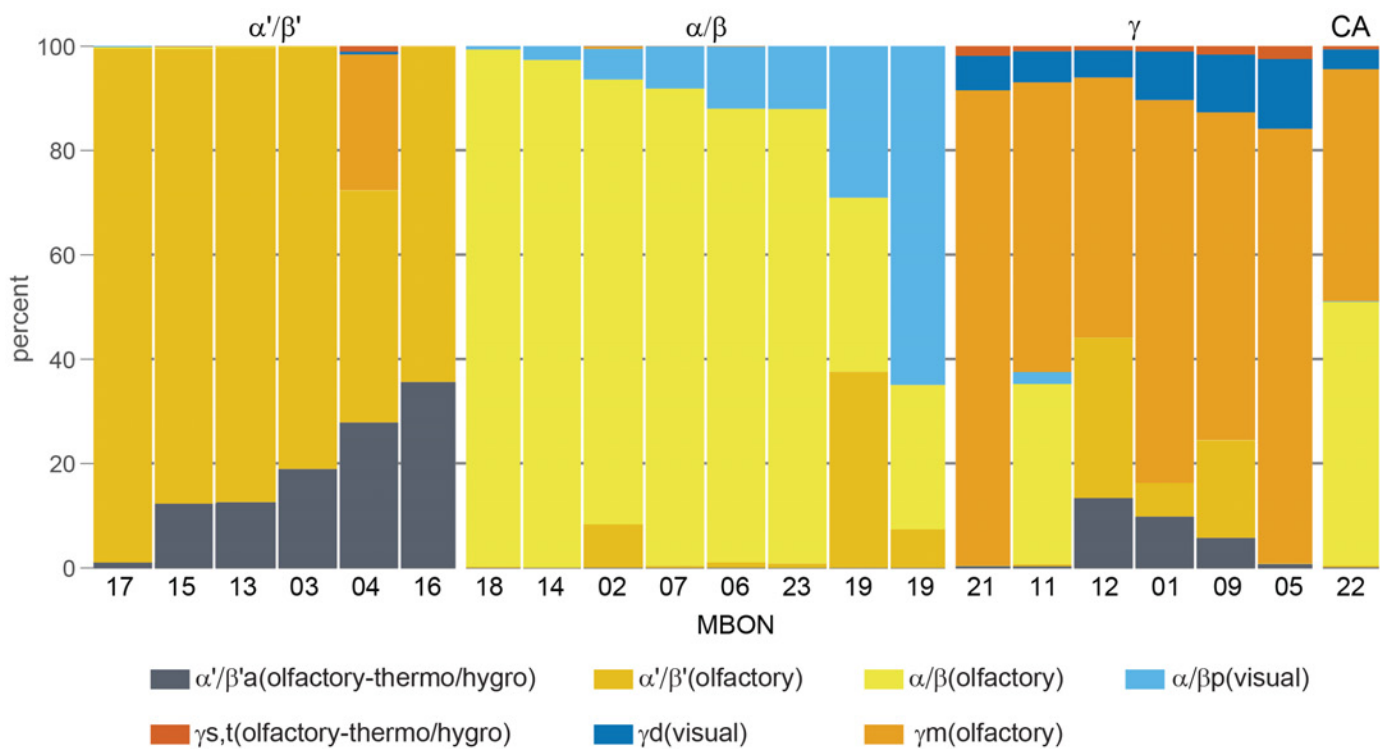 α'/β' α/β γ CA
100
80
60
40
20
0
percent
17 15 13 03 04 16 18 14 02 07 06 23 19 19 21 11 12 01 09 05 22
MBON
α'/β'a(olfactory-thermo/hygro) α'/β'(olfactory) α/β(olfactory) α/βp(visual)
γs,t(olfactory-thermo/hygro) γd(visual) γm(olfactory)